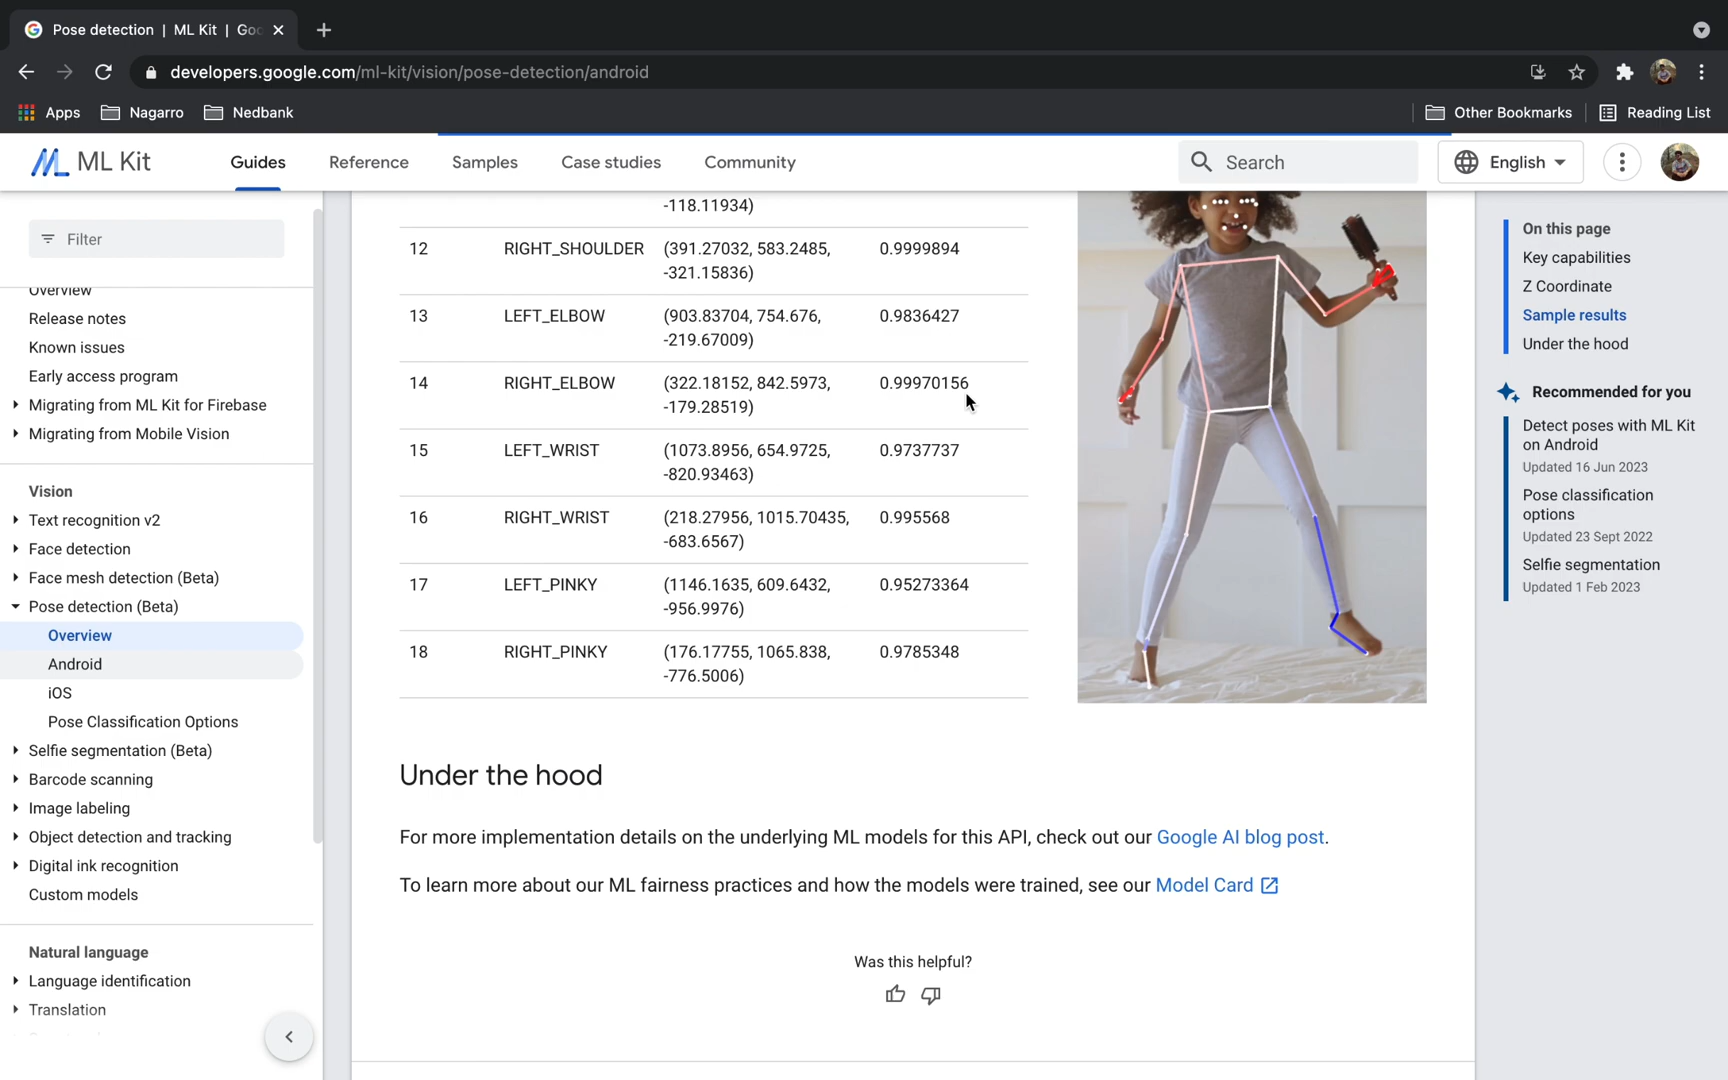 Pose detection | ML Kit | Goo
developers.google.com/ml-kit/vision/pose-detection/android
Apps
Nagarro
Nedbank
Other Bookmarks
Reading List
ML Kit
Guides
Reference
Samples
Case studies
Community
Search
English
Filter
Overview
Release notes
Known issues
Early access program
Migrating from ML Kit for Firebase
Migrating from Mobile Vision
Vision
Text recognition v2
Face detection
Face mesh detection (Beta)
Pose detection (Beta)
Overview
Android
iOS
Pose Classification Options
Selfie segmentation (Beta)
Barcode scanning
Image labeling
Object detection and tracking
Digital ink recognition
Custom models
Natural language
Language identification
Translation
-118.11934)
12 RIGHT_SHOULDER (391.27032, 583.2485, 0.9999894
-321.15836)
13 LEFT_ELBOW (903.83704, 754.676, 0.9836427
-219.67009)
14 RIGHT_ELBOW (322.18152, 842.5973, 0.99970156
-179.28519)
15 LEFT_WRIST (1073.8956, 654.9725, 0.9737737
-820.93463)
16 RIGHT_WRIST (218.27956, 1015.70435, 0.995568
-683.6567)
17 LEFT_PINKY (1146.1635, 609.6432, 0.95273364
-956.9976)
18 RIGHT_PINKY (176.17755, 1065.838, 0.9785348
-776.5006)
Under the hood
For more implementation details on the underlying ML models for this API, check out our Google AI blog post.
To learn more about our ML fairness practices and how the models were trained, see our Model Card
Was this helpful?
On this page
Key capabilities
Z Coordinate
Sample results
Under the hood
Recommended for you
Detect poses with ML Kit
on Android
Updated 16 Jun 2023
Pose classification
options
Updated 23 Sept 2022
Selfie segmentation
Updated 1 Feb 2023